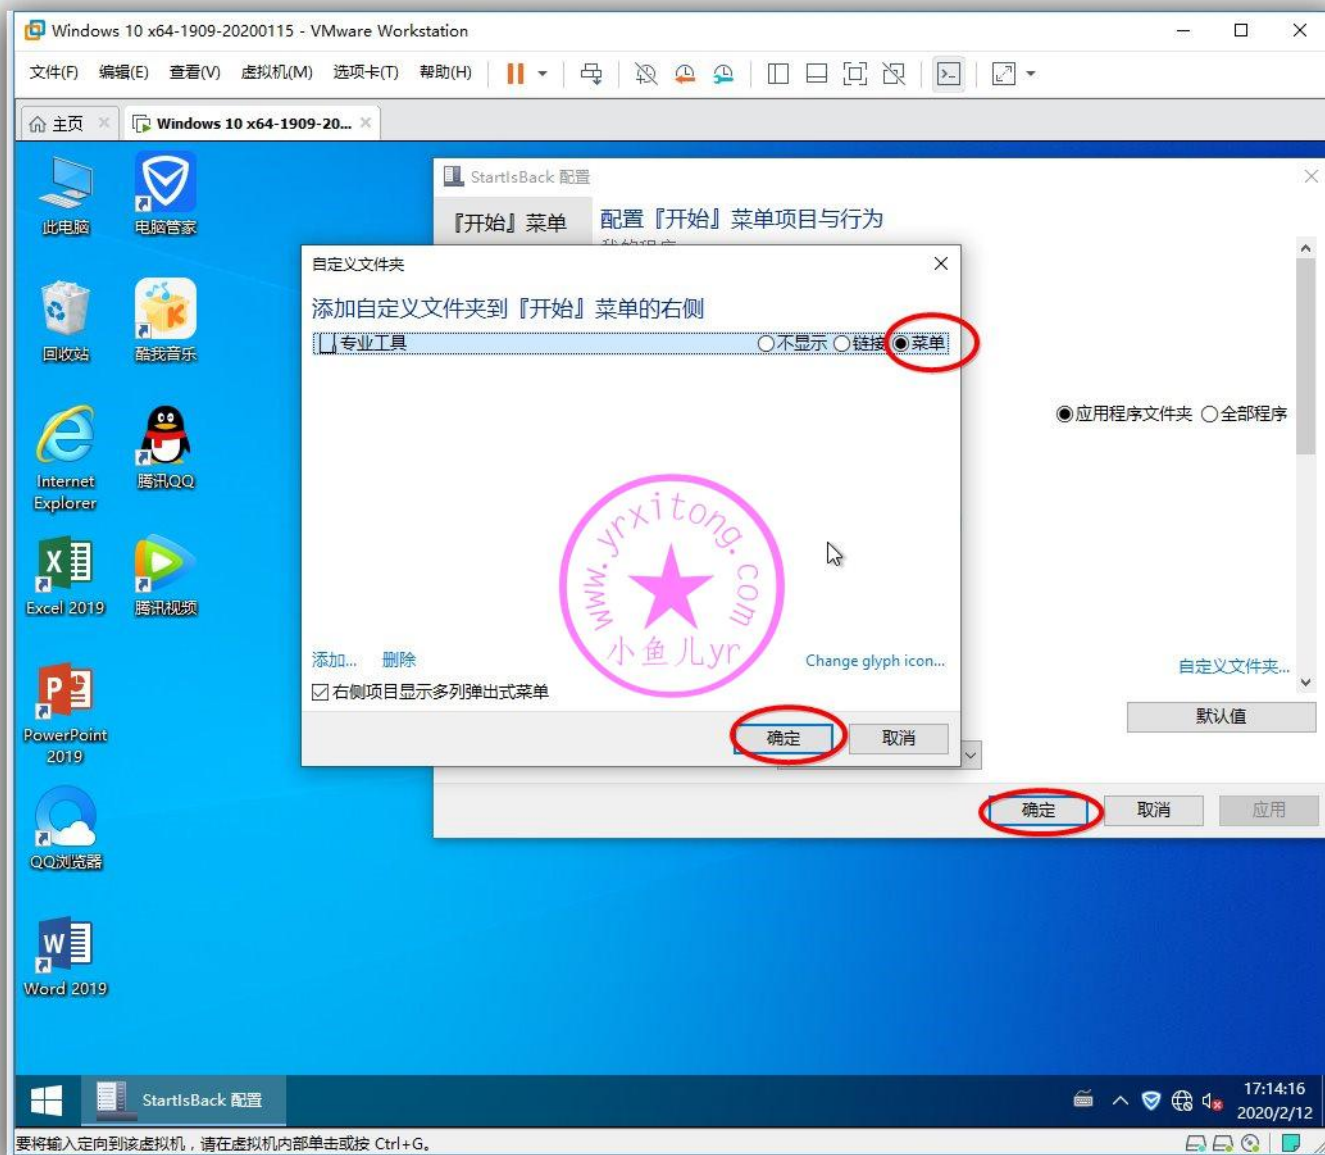 Windows 10 x64-1909-20200115 - VMware Workstation
文件(F) 编辑(E) 查看(V) 虚拟机(M) 选项卡(T) 帮助(H)
主页 Windows 10 x64-1909-20...
此电脑 电脑管家
StartIsBack 配置
『开始』菜单 配置『开始』菜单项目与行为
我的程序
自定义文件夹
添加自定义文件夹到『开始』菜单的右侧
专业工具 不显示 链接 菜单
回收站 酷我音乐
应用程序文件夹 全部程序
Internet Explorer
腾讯QQ
www.yrxitong.com
小鱼儿yr
Excel 2019 腾讯视频
添加... 删除 Change glyph icon...
自定义文件夹...
右侧项目显示多列弹出式菜单
默认值
确定 取消
PowerPoint 2019
确定 取消 应用
QQ浏览器
Word 2019
StartIsBack 配置
17:14:16
2020/2/12
要将输入定向到该虚拟机，请在虚拟机内部单击或按 Ctrl+G。